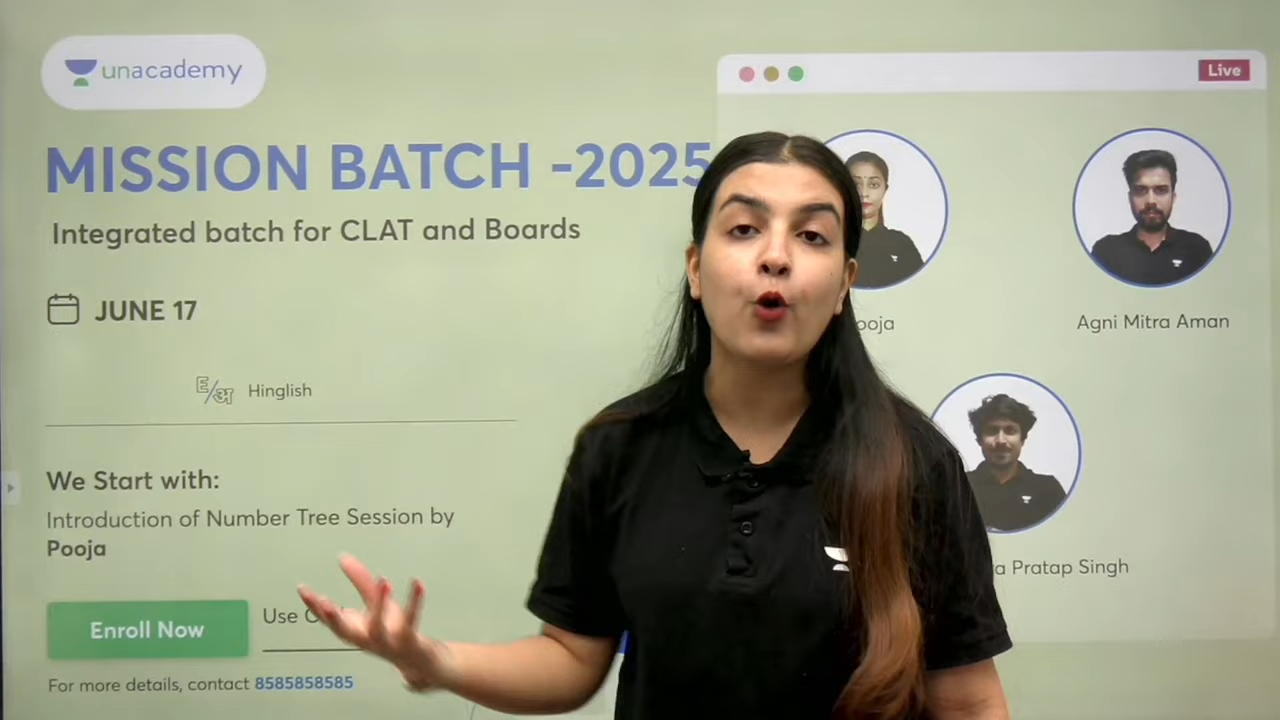 unacademy
Live
MISSION BATCH -2025
Integrated batch for CLAT and Boards
JUNE 17
Hinglish
We Start with:
Introduction of Number Tree Session by
Pooja
Enroll Now
Use
For more details, contact 8585858585
Agni Mitra Aman
Pratap Singh